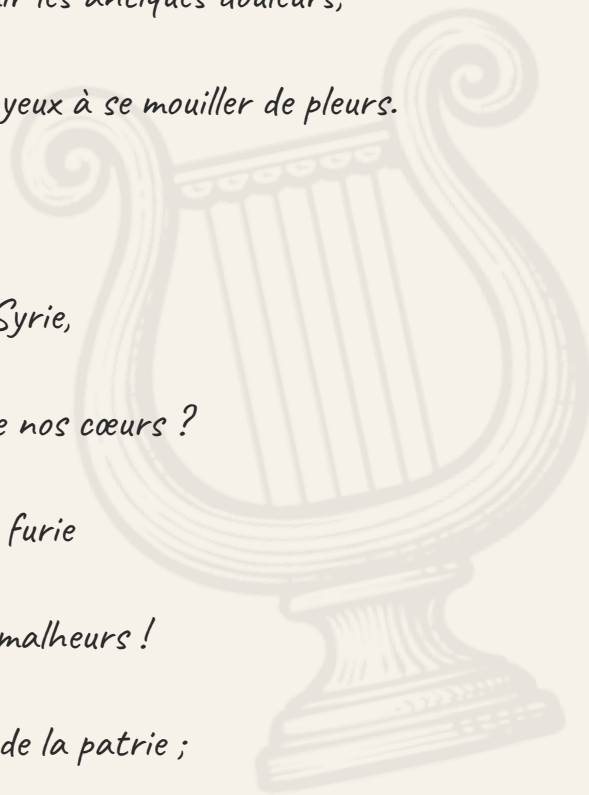 les antiques douleurs,
yeux à se mouiller de pleurs.
Syrie,
nos cœurs ?
furie
malheurs !
de la patrie ;